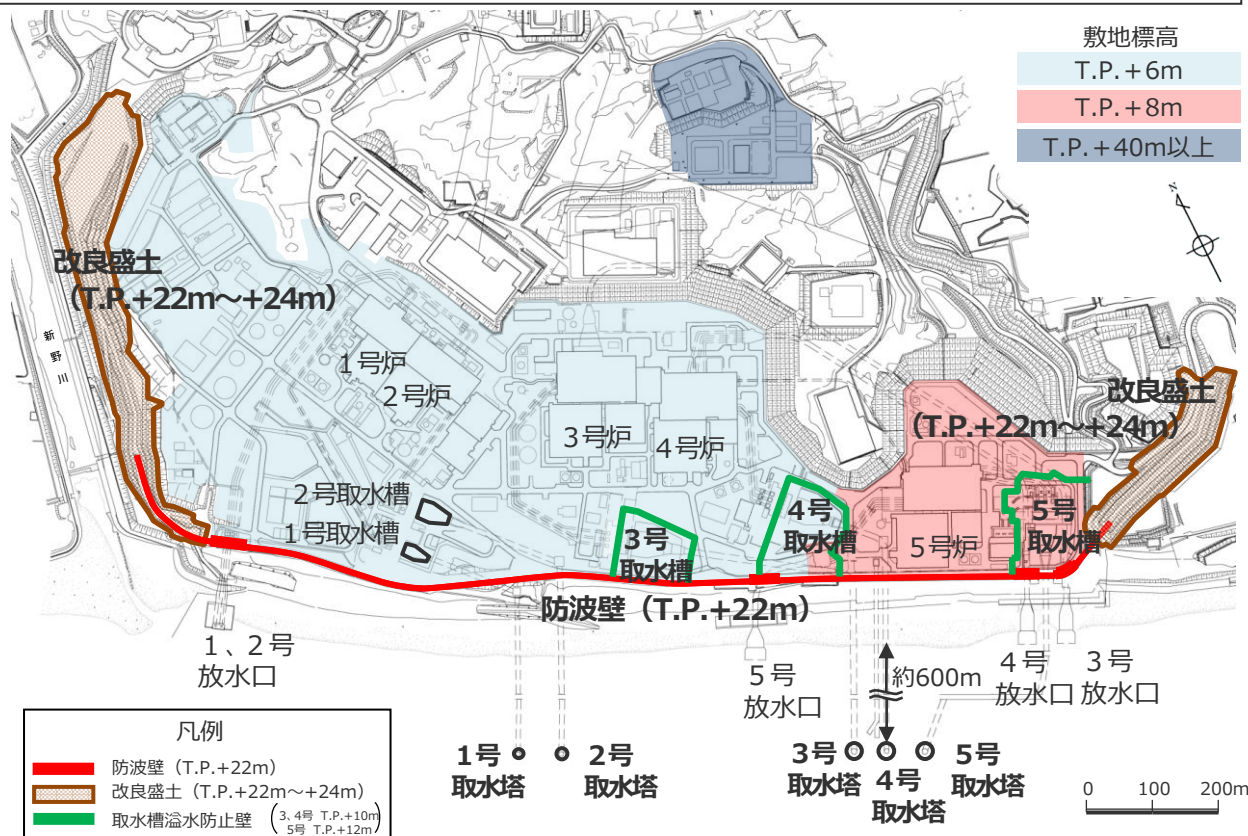 敷地標高
T.P.+6m
T.P.+8m
T.P.+40m以上
N
改良盛土
(T.P.+22m～+24m)
新野川
1号炉
2号炉
3号炉
4号炉
改良盛土
(T.P.+22m～+24m)
2号取水槽
1号取水槽
3号
取水槽
4号
取水槽
5号炉
5号
取水槽
防波壁（T.P.+22m）
1、2号
放水口
5号
放水口
約600m
4号
放水口
3号
放水口
1号
取水塔
2号
取水塔
3号
取水塔
4号
取水塔
5号
取水塔
0 100 200m
凡例
防波壁（T.P.+22m）
改良盛土（T.P.+22m～+24m）
取水槽溢水防止壁（3、4号 T.P.+10m
5号 T.P.+12m）